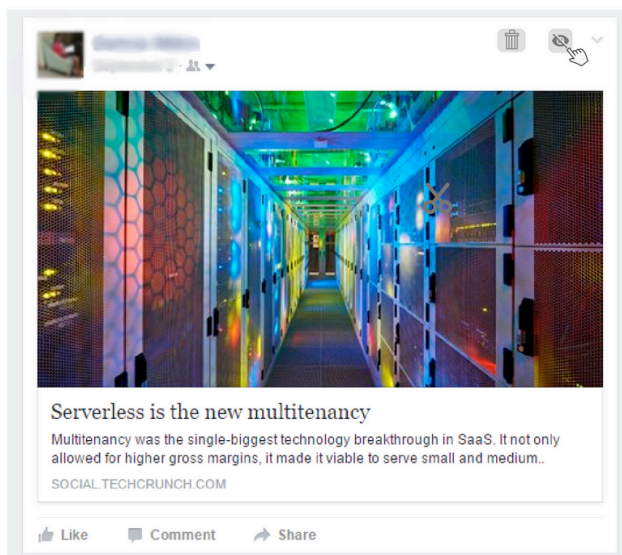 Serverless is the new multitenancy
Multitenancy was the single-biggest technology breakthrough in SaaS. It not only
allowed for higher gross margins, it made it viable to serve small and medium..
SOCIAL.TECHCRUNCH.COM
Like Comment Share